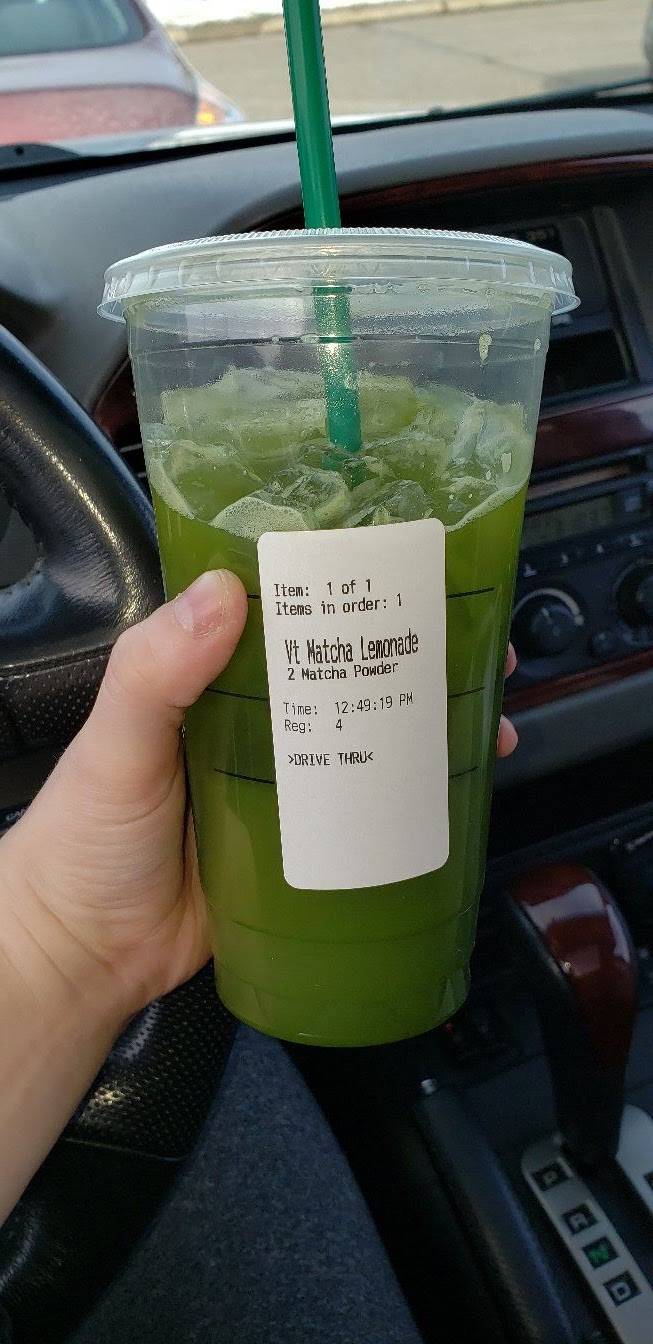 Item: 1 of 1
Items in order: 1
Vt Matcha Lemonade
2 Matcha Powder
Time: 12:49:19 PM
Reg: 4
>DRIVE THRU<
P
R
N
D